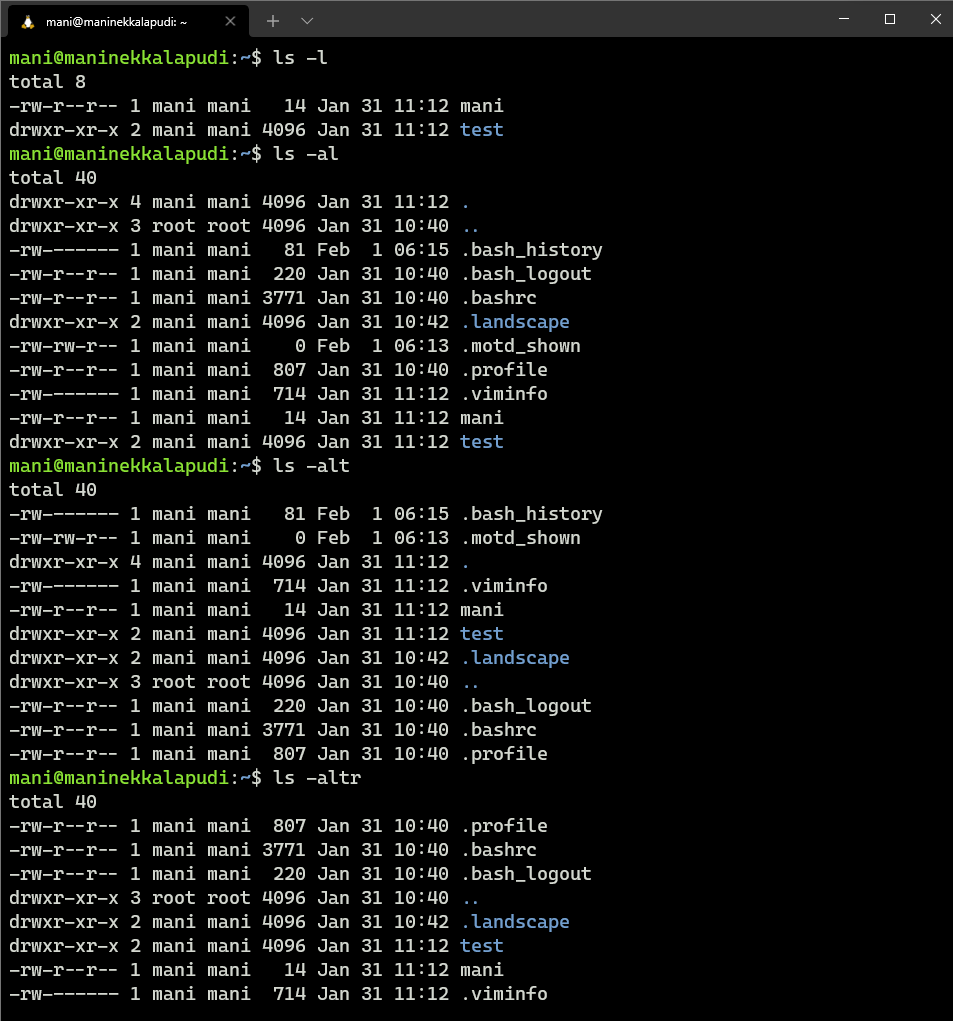 mani@maninekkalapudi: ~
mani@maninekkalapudi:~$ ls -l
total 8
-rw-r--r-- 1 mani mani   14 Jan 31 11:12 mani
drwxr-xr-x 2 mani mani 4096 Jan 31 11:12 test
mani@maninekkalapudi:~$ ls -al
total 40
drwxr-xr-x 4 mani mani 4096 Jan 31 11:12 .
drwxr-xr-x 3 root root 4096 Jan 31 10:40 ..
-rw------- 1 mani mani   81 Feb  1 06:15 .bash_history
-rw-r--r-- 1 mani mani  220 Jan 31 10:40 .bash_logout
-rw-r--r-- 1 mani mani 3771 Jan 31 10:40 .bashrc
drwxr-xr-x 2 mani mani 4096 Jan 31 10:42 .landscape
-rw-rw-r-- 1 mani mani    0 Feb  1 06:13 .motd_shown
-rw-r--r-- 1 mani mani  807 Jan 31 10:40 .profile
-rw------- 1 mani mani  714 Jan 31 11:12 .viminfo
-rw-r--r-- 1 mani mani   14 Jan 31 11:12 mani
drwxr-xr-x 2 mani mani 4096 Jan 31 11:12 test
mani@maninekkalapudi:~$ ls -alt
total 40
-rw------- 1 mani mani   81 Feb  1 06:15 .bash_history
-rw-rw-r-- 1 mani mani    0 Feb  1 06:13 .motd_shown
drwxr-xr-x 4 mani mani 4096 Jan 31 11:12 .
-rw------- 1 mani mani  714 Jan 31 11:12 .viminfo
-rw-r--r-- 1 mani mani   14 Jan 31 11:12 mani
drwxr-xr-x 2 mani mani 4096 Jan 31 11:12 test
drwxr-xr-x 2 mani mani 4096 Jan 31 10:42 .landscape
drwxr-xr-x 3 root root 4096 Jan 31 10:40 ..
-rw-r--r-- 1 mani mani  220 Jan 31 10:40 .bash_logout
-rw-r--r-- 1 mani mani 3771 Jan 31 10:40 .bashrc
-rw-r--r-- 1 mani mani  807 Jan 31 10:40 .profile
mani@maninekkalapudi:~$ ls -altr
total 40
-rw-r--r-- 1 mani mani  807 Jan 31 10:40 .profile
-rw-r--r-- 1 mani mani 3771 Jan 31 10:40 .bashrc
-rw-r--r-- 1 mani mani  220 Jan 31 10:40 .bash_logout
drwxr-xr-x 3 root root 4096 Jan 31 10:40 ..
drwxr-xr-x 2 mani mani 4096 Jan 31 10:42 .landscape
drwxr-xr-x 2 mani mani 4096 Jan 31 11:12 test
-rw-r--r-- 1 mani mani   14 Jan 31 11:12 mani
-rw------- 1 mani mani  714 Jan 31 11:12 .viminfo